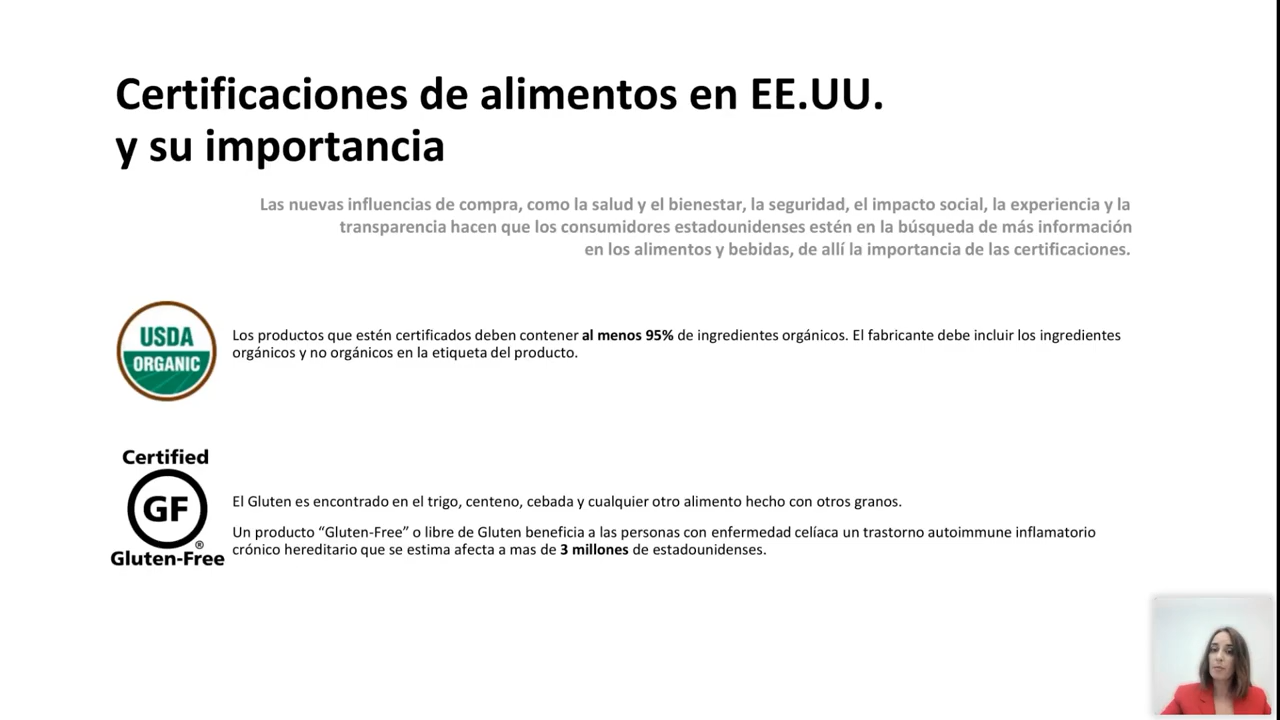 Certificaciones de alimentos en EE.UU.
y su importancia
Las nuevas influencias de compra, como la salud y el bienestar, la seguridad, el impacto social, la experiencia y la
transparencia hacen que los consumidores estadounidenses estén en la búsqueda de más información
en los alimentos y bebidas, de allí la importancia de las certificaciones.
USDA
ORGANIC
Los productos que estén certificados deben contener al menos 95% de ingredientes orgánicos. El fabricante debe incluir los ingredientes
orgánicos y no orgánicos en la etiqueta del producto.
Certified
GF
®
Gluten-Free
El Gluten es encontrado en el trigo, centeno, cebada y cualquier otro alimento hecho con otros granos.
Un producto “Gluten-Free” o libre de Gluten beneficia a las personas con enfermedad celíaca un trastorno autoimmune inflamatorio
crónico hereditario que se estima afecta a mas de 3 millones de estadounidenses.